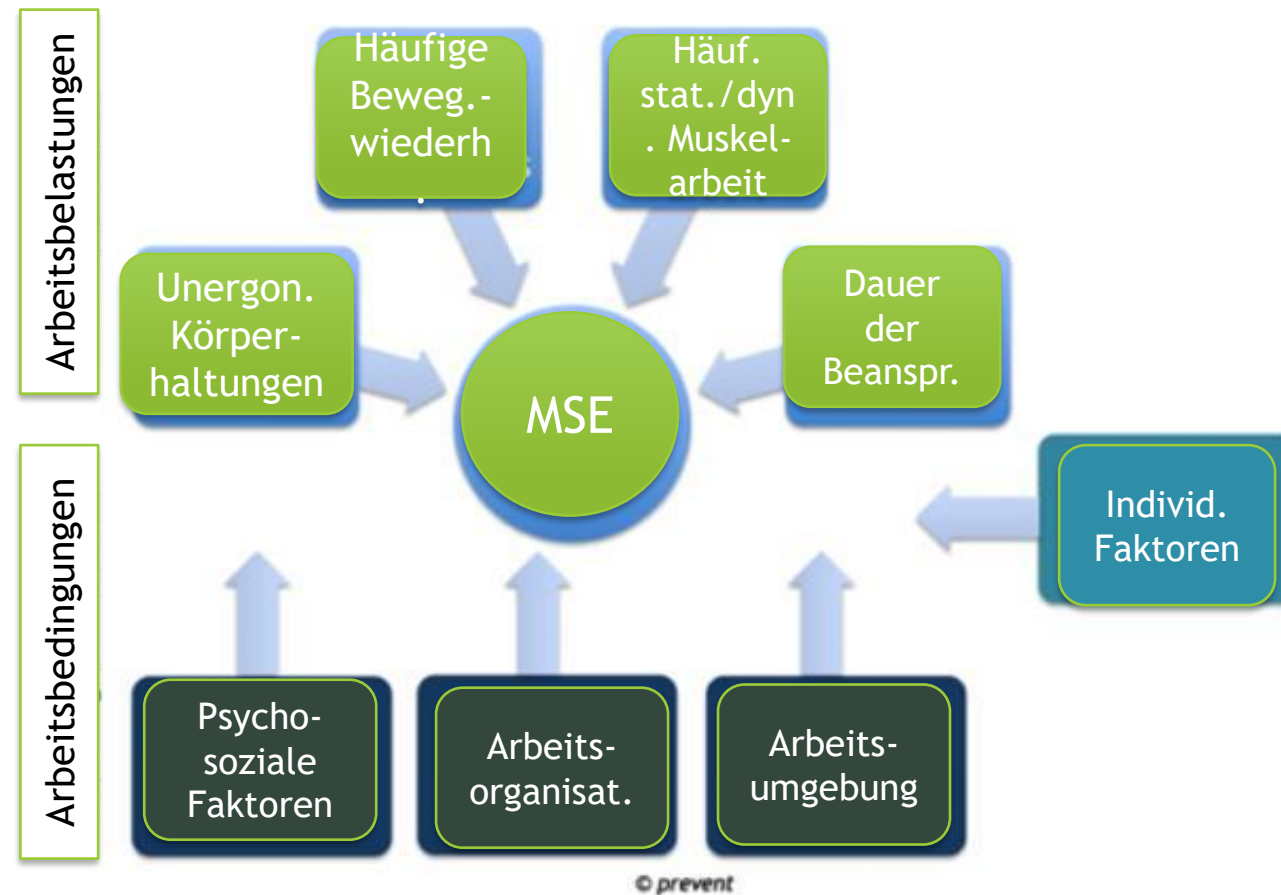 Arbeitsbelastungen
Häufige
Beweg.-
wiederh
.
Häuf.
stat./dyn
. Muskel-
arbeit
Unergon.
Körper-
haltungen
Dauer
der
Beanspr.
MSE
Arbeitsbedingungen
Individ.
Faktoren
Psycho-
soziale
Faktoren
Arbeits-
organisat.
Arbeits-
umgebung
© prevent